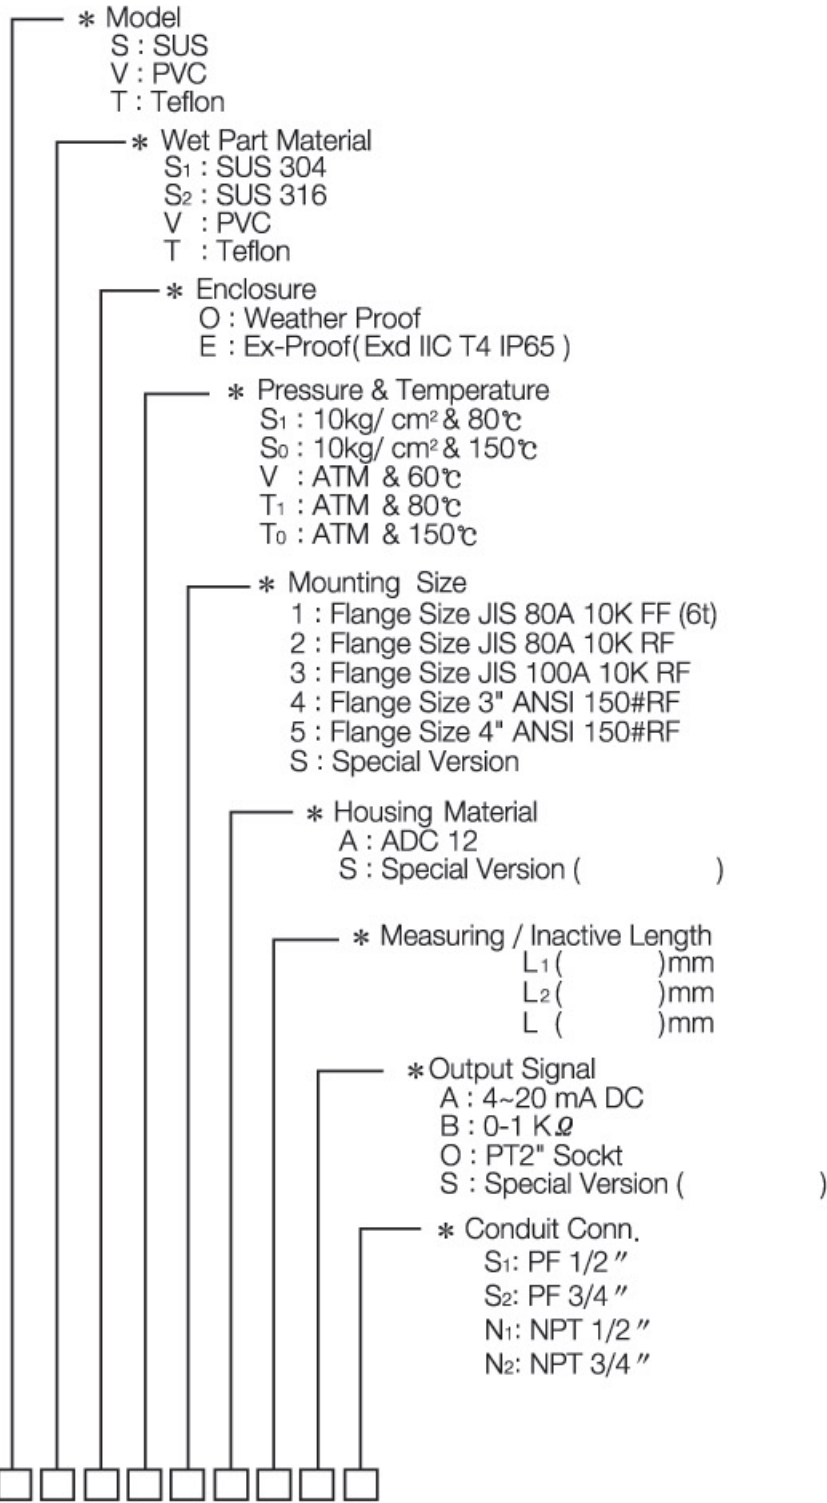 * Model
S : SUS
V : PVC
T : Teflon
* Wet Part Material
S₁ : SUS 304
S₂ : SUS 316
V : PVC
T : Teflon
* Enclosure
O : Weather Proof
E : Ex-Proof(Exd IIC T4 IP65 )
* Pressure & Temperature
S₁ : 10kg/ cm² & 80℃
S₀ : 10kg/ cm² & 150℃
V : ATM & 60℃
T₁ : ATM & 80℃
T₀ : ATM & 150℃
* Mounting Size
1 : Flange Size JIS 80A 10K FF (6t)
2 : Flange Size JIS 80A 10K RF
3 : Flange Size JIS 100A 10K RF
4 : Flange Size 3" ANSI 150#RF
5 : Flange Size 4" ANSI 150#RF
S : Special Version
* Housing Material
A : ADC 12
S : Special Version ( )
* Measuring / Inactive Length
L₁ ( )mm
L₂ ( )mm
L ( )mm
* Output Signal
A : 4~20 mA DC
B : 0-1 KΩ
O : PT2" Sockt
S : Special Version ( )
* Conduit Conn.
S₁: PF 1/2 ″
S₂: PF 3/4 ″
N₁: NPT 1/2 ″
N₂: NPT 3/4 ″